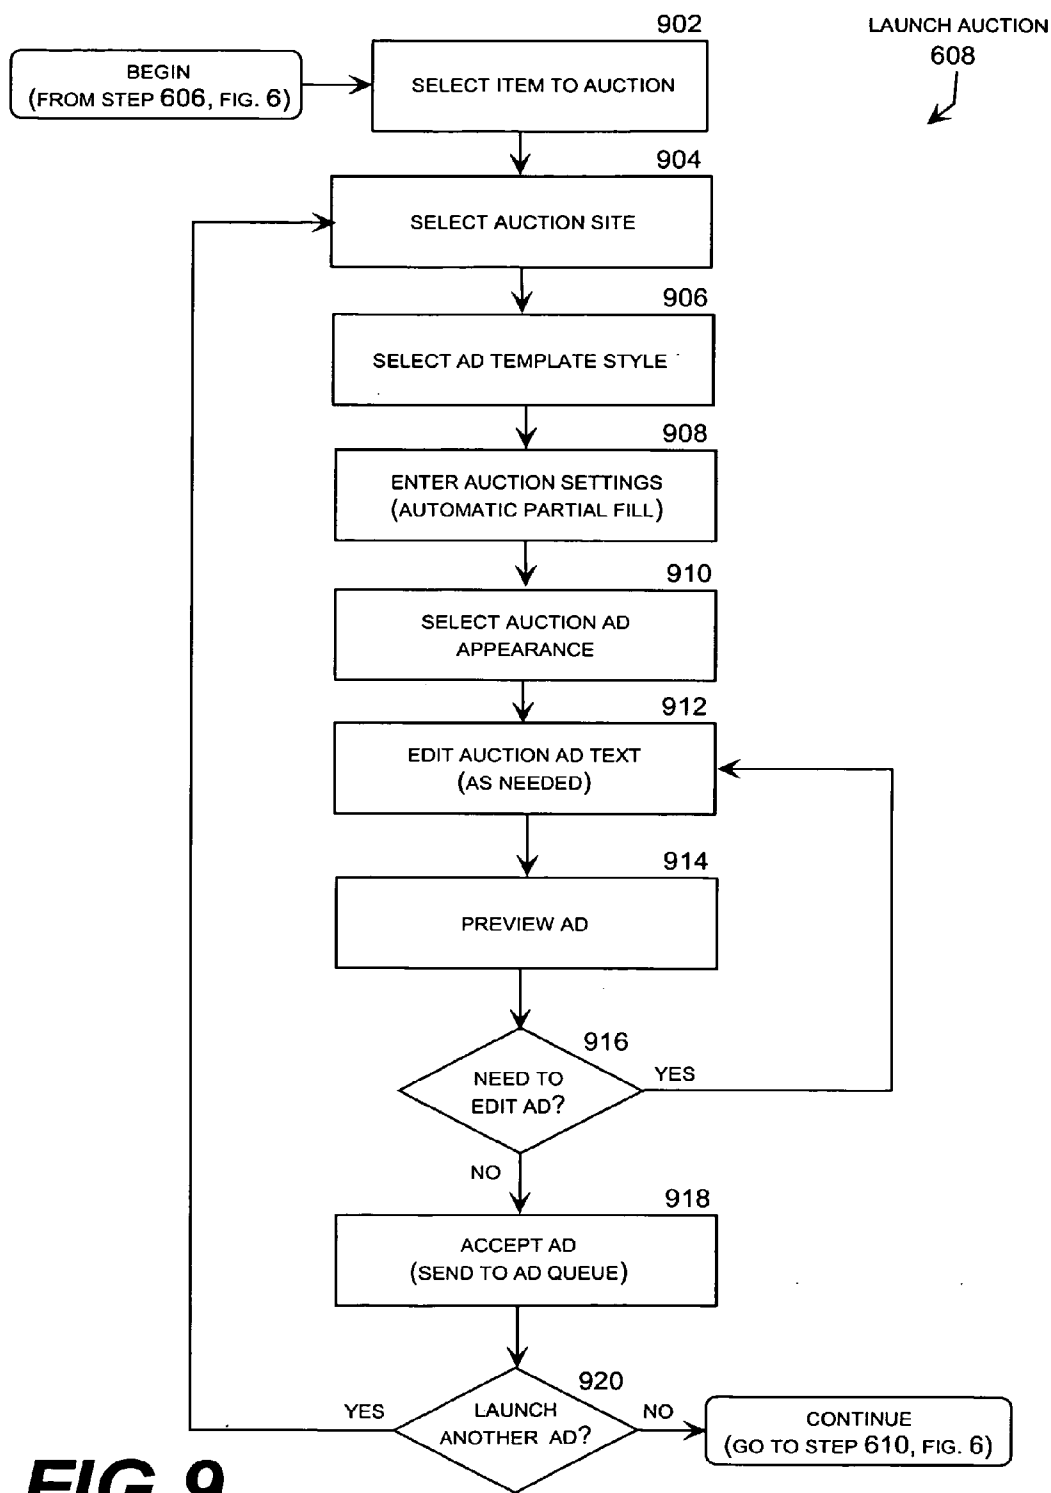 LAUNCH AUCTION
608
BEGIN
(FROM STEP 606, FIG. 6)
902
SELECT ITEM TO AUCTION
904
SELECT AUCTION SITE
906
SELECT AD TEMPLATE STYLE
908
ENTER AUCTION SETTINGS
(AUTOMATIC PARTIAL FILL)
910
SELECT AUCTION AD
APPEARANCE
912
EDIT AUCTION AD TEXT
(AS NEEDED)
914
PREVIEW AD
916
NEED TO
EDIT AD?
YES
NO
918
ACCEPT AD
(SEND TO AD QUEUE)
920
LAUNCH
ANOTHER AD?
YES
NO
CONTINUE
(GO TO STEP 610, FIG. 6)
FIG 9